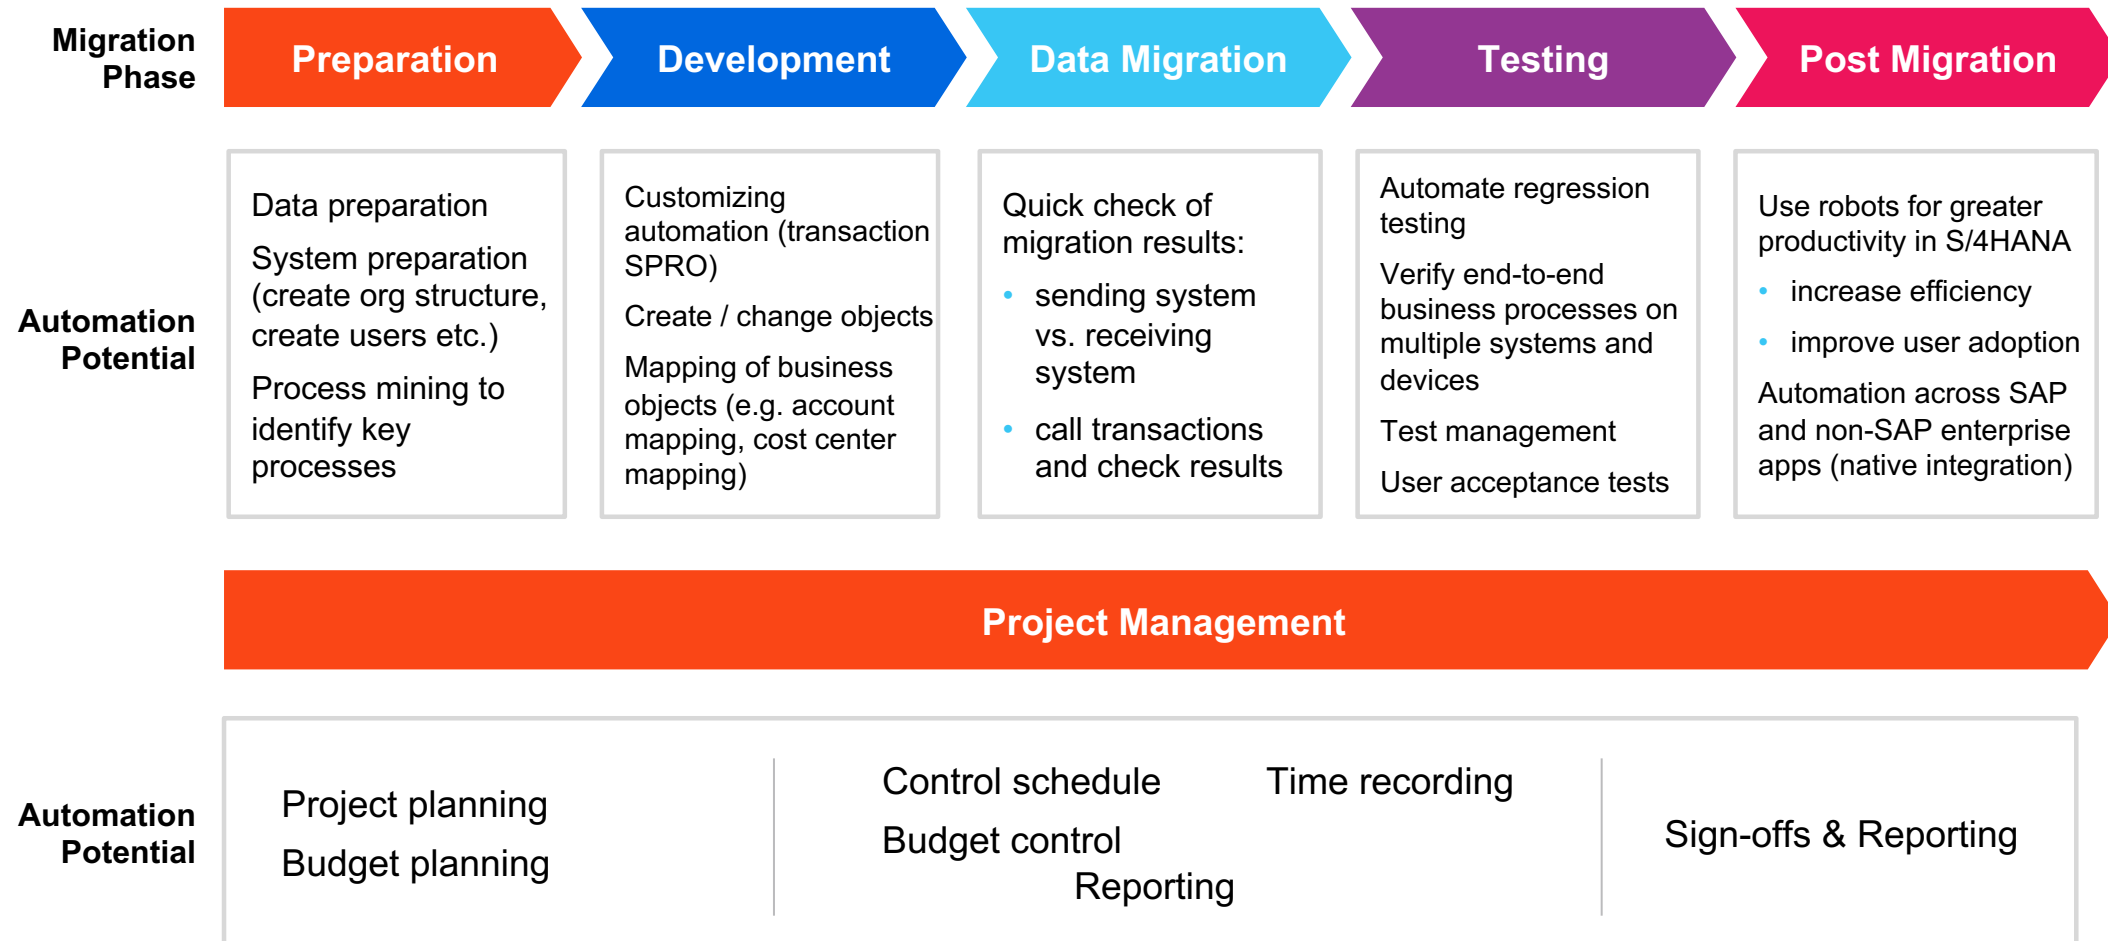 Migration
Phase
Preparation
Development
Data Migration
Testing
Post Migration
Automation
Potential
Data preparation
System preparation
(create org structure,
create users etc.)
Process mining to
identify key
processes
Customizing
automation (transaction
SPRO)
Create / change objects
Mapping of business
objects (e.g. account
mapping, cost center
mapping)
Quick check of
migration results:
• sending system
vs. receiving
system
• call transactions
and check results
Automate regression
testing
Verify end-to-end
business processes on
multiple systems and
devices
Test management
User acceptance tests
Use robots for greater
productivity in S/4HANA
• increase efficiency
• improve user adoption
Automation across SAP
and non-SAP enterprise
apps (native integration)
Project Management
Automation
Potential
Project planning
Budget planning
Control schedule
Time recording
Budget control
Reporting
Sign-offs & Reporting